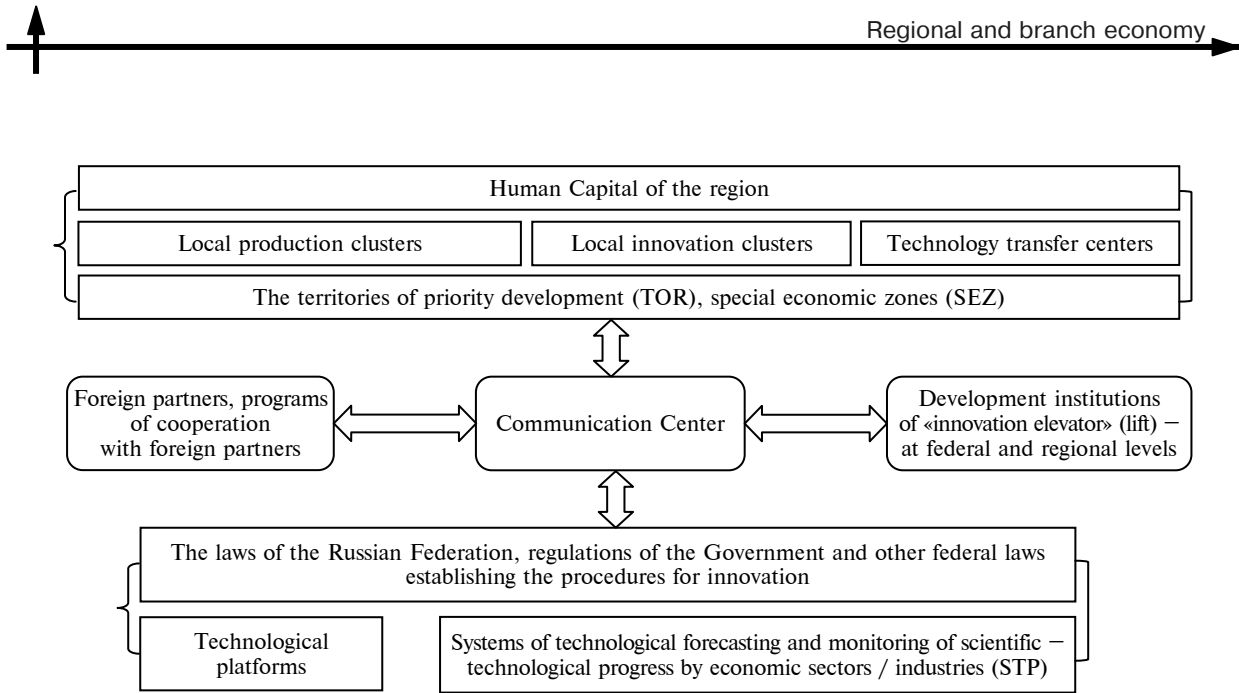 Regional and branch economy
Human Capital of the region
Local production clusters
Local innovation clusters
Technology transfer centers
The territories of priority development (TOR), special economic zones (SEZ)
Foreign partners, programs
of cooperation
with foreign partners
Communication Center
Development institutions
of «innovation elevator» (lift) –
at federal and regional levels
The laws of the Russian Federation, regulations of the Government and other federal laws
establishing the procedures for innovation
Technological
platforms
Systems of technological forecasting and monitoring of scientific –
technological progress by economic sectors / industries (STP)